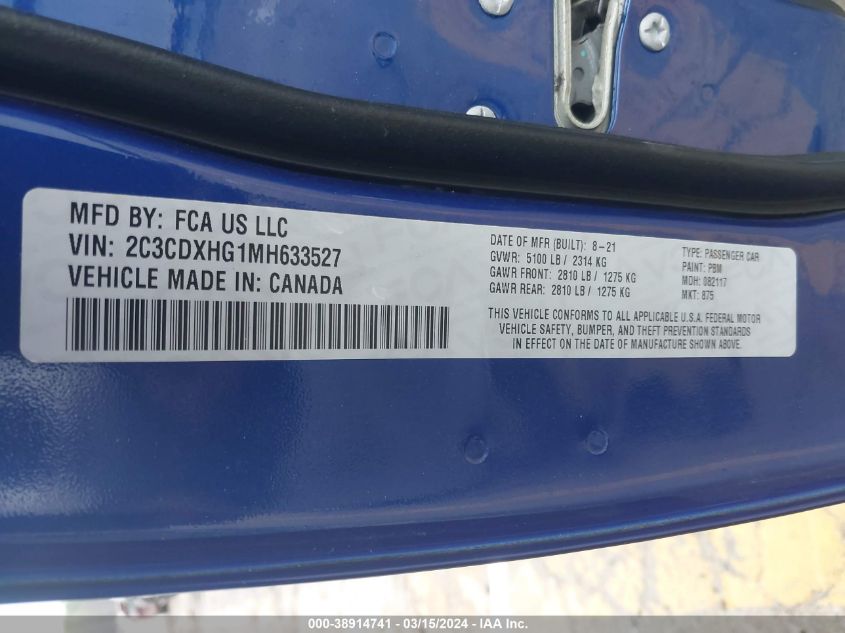 MFD BY: FCA US LLC
VIN: 2C3CDXHG1MH633527
VEHICLE MADE IN: CANADA
DATE OF MFR (BUILT): 8-21
GVWR: 5100 LB / 2314 KG
GAWR FRONT: 2810 LB / 1275 KG
GAWR REAR: 2810 LB / 1275 KG
TYPE: PASSENGER CAR
PAINT: PBM
MDH: 082117
MKT: 875
THIS VEHICLE CONFORMS TO ALL APPLICABLE U.S.A. FEDERAL MOTOR
VEHICLE SAFETY, BUMPER, AND THEFT PREVENTION STANDARDS
IN EFFECT ON THE DATE OF MANUFACTURE SHOWN ABOVE.
000-38914741 - 03/15/2024 - IAA Inc.